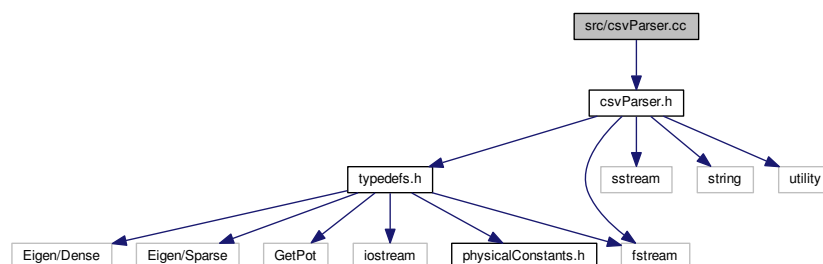 src/csvParser.cc
csvParser.h
typedefs.h
sstream
string
utility
Eigen/Dense
Eigen/Sparse
GetPot
iostream
physicalConstants.h
fstream